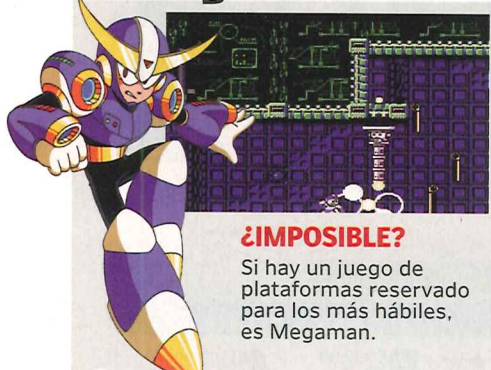 ¿IMPOSIBLE?
Si hay un juego de
plataformas reservado
para los más hábiles,
es Megaman.